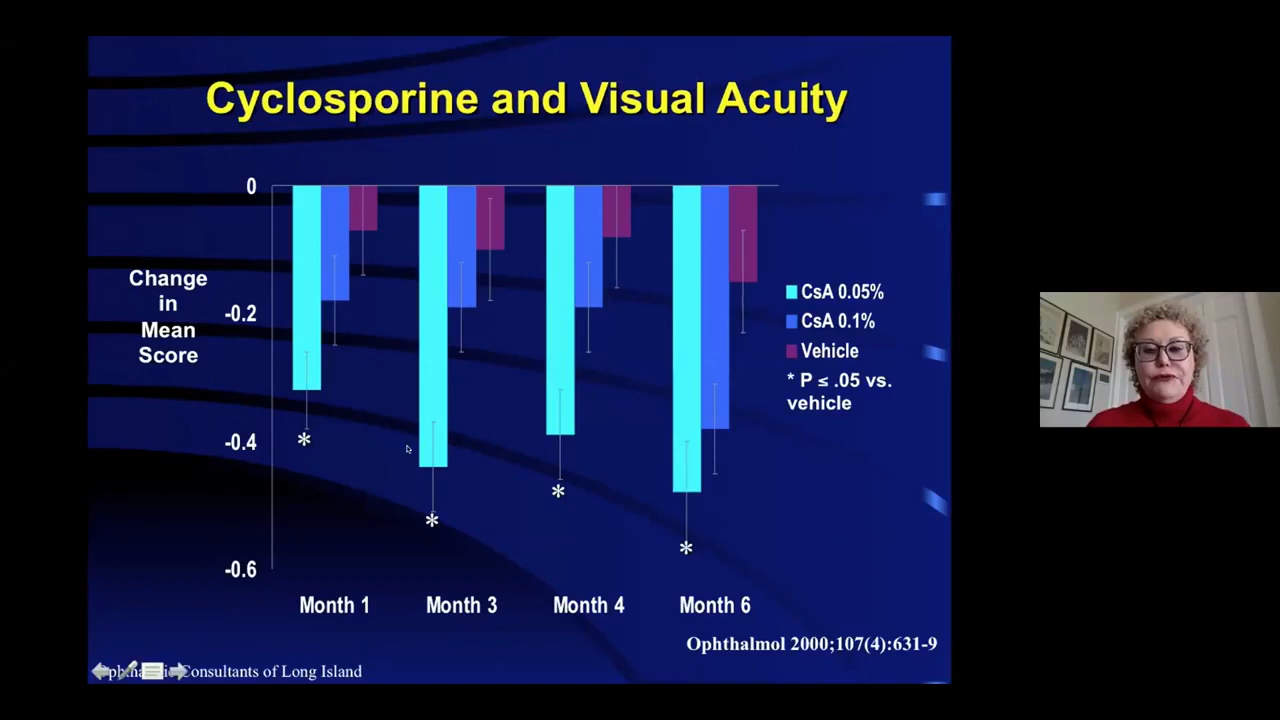 Cyclosporine and Visual Acuity
0
Change
in
Mean
Score
-0.2
-0.4
-0.6
*
*
*
*
CsA 0.05%
CsA 0.1%
Vehicle
* P ≤ .05 vs.
vehicle
Month 1
Month 3
Month 4
Month 6
Ophthalmol 2000;107(4):631-9
Consultants of Long Island